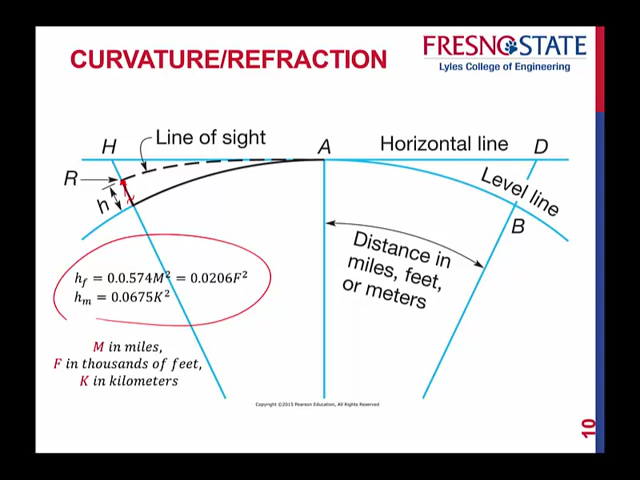 CURVATURE/REFRACTION
FRESNO STATE
Lyles College of Engineering
H
Line of sight
A
Horizontal line
D
R
h
Level line
B
Distance in
miles, feet,
or meters
h_f = 0.0.574M² = 0.0206F²
h_m = 0.0675K²
M in miles,
F in thousands of feet,
K in kilometers
Copyright ©2015 Pearson Education, All Rights Reserved
10